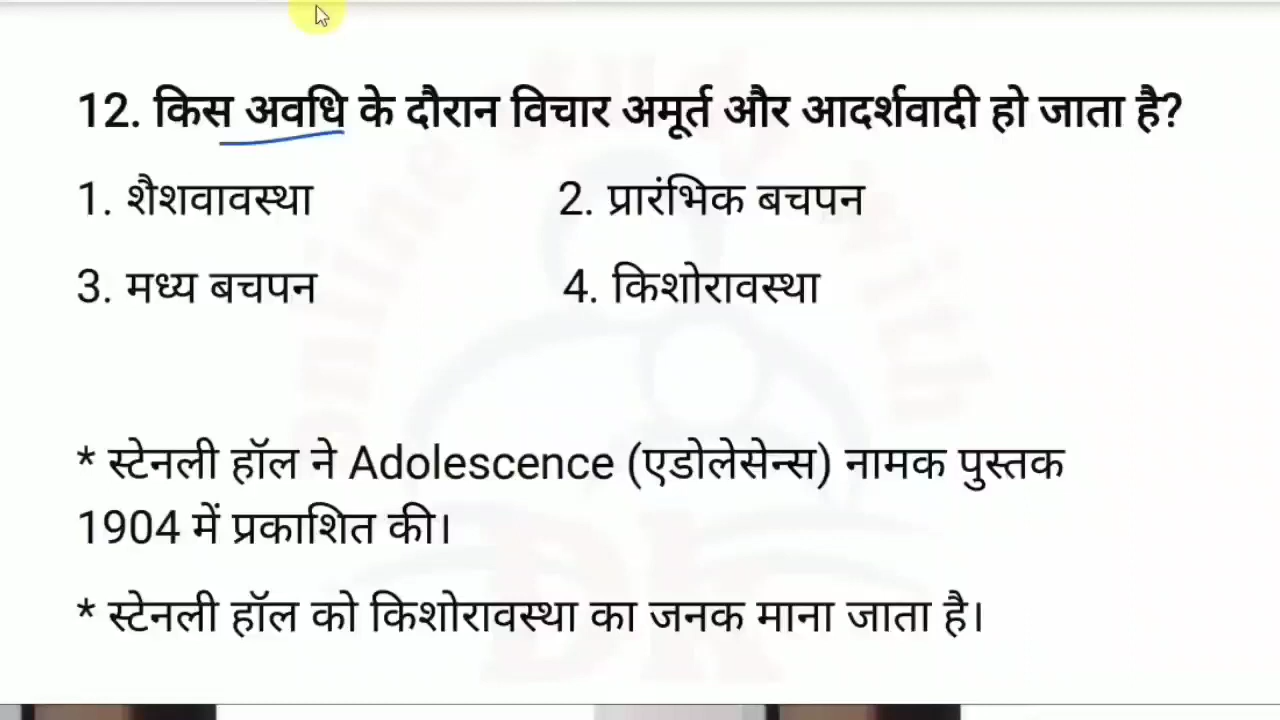 12. किस अवधि के दौरान विचार अमूर्त और आदर्शवादी हो जाता है?
1. शैशवावस्था 2. प्रारंभिक बचपन
3. मध्य बचपन 4. किशोरावस्था
* स्टेनली हॉल ने Adolescence (एडोलेसेन्स) नामक पुस्तक
1904 में प्रकाशित की।
* स्टेनली हॉल को किशोरावस्था का जनक माना जाता है।